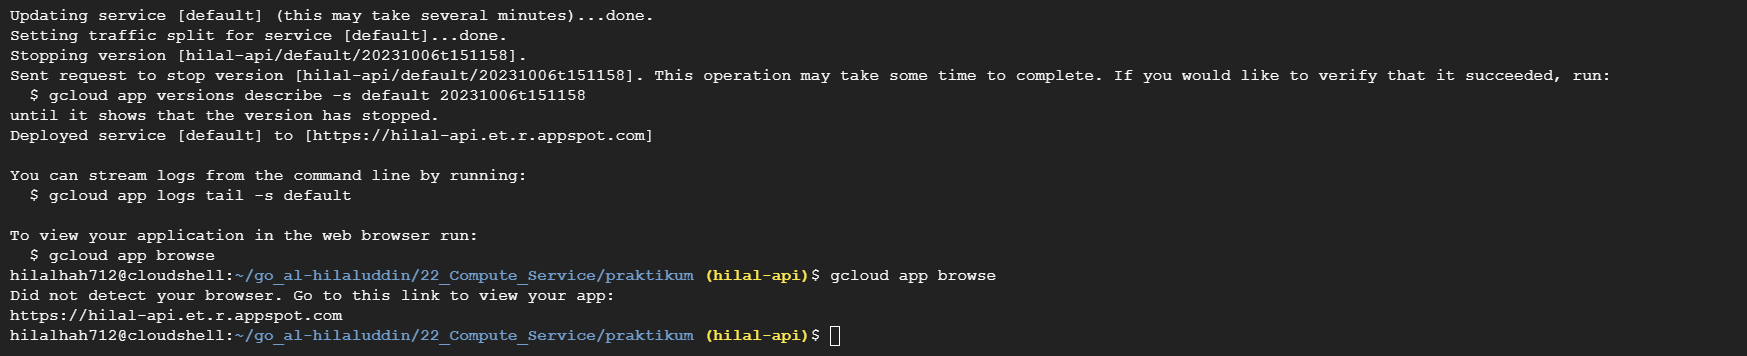 Updating service [default] (this may take several minutes)...done.
Setting traffic split for service [default]...done.
Stopping version [hilal-api/default/20231006t151158].
Sent request to stop version [hilal-api/default/20231006t151158]. This operation may take some time to complete. If you would like to verify that it succeeded, run:
  $ gcloud app versions describe -s default 20231006t151158
until it shows that the version has stopped.
Deployed service [default] to [https://hilal-api.et.r.appspot.com]

You can stream logs from the command line by running:
  $ gcloud app logs tail -s default

To view your application in the web browser run:
  $ gcloud app browse
hilalhah712@cloudshell:~/go_al-hilaluddin/22_Compute_Service/praktikum (hilal-api)$ gcloud app browse
Did not detect your browser. Go to this link to view your app:
https://hilal-api.et.r.appspot.com
hilalhah712@cloudshell:~/go_al-hilaluddin/22_Compute_Service/praktikum (hilal-api)$